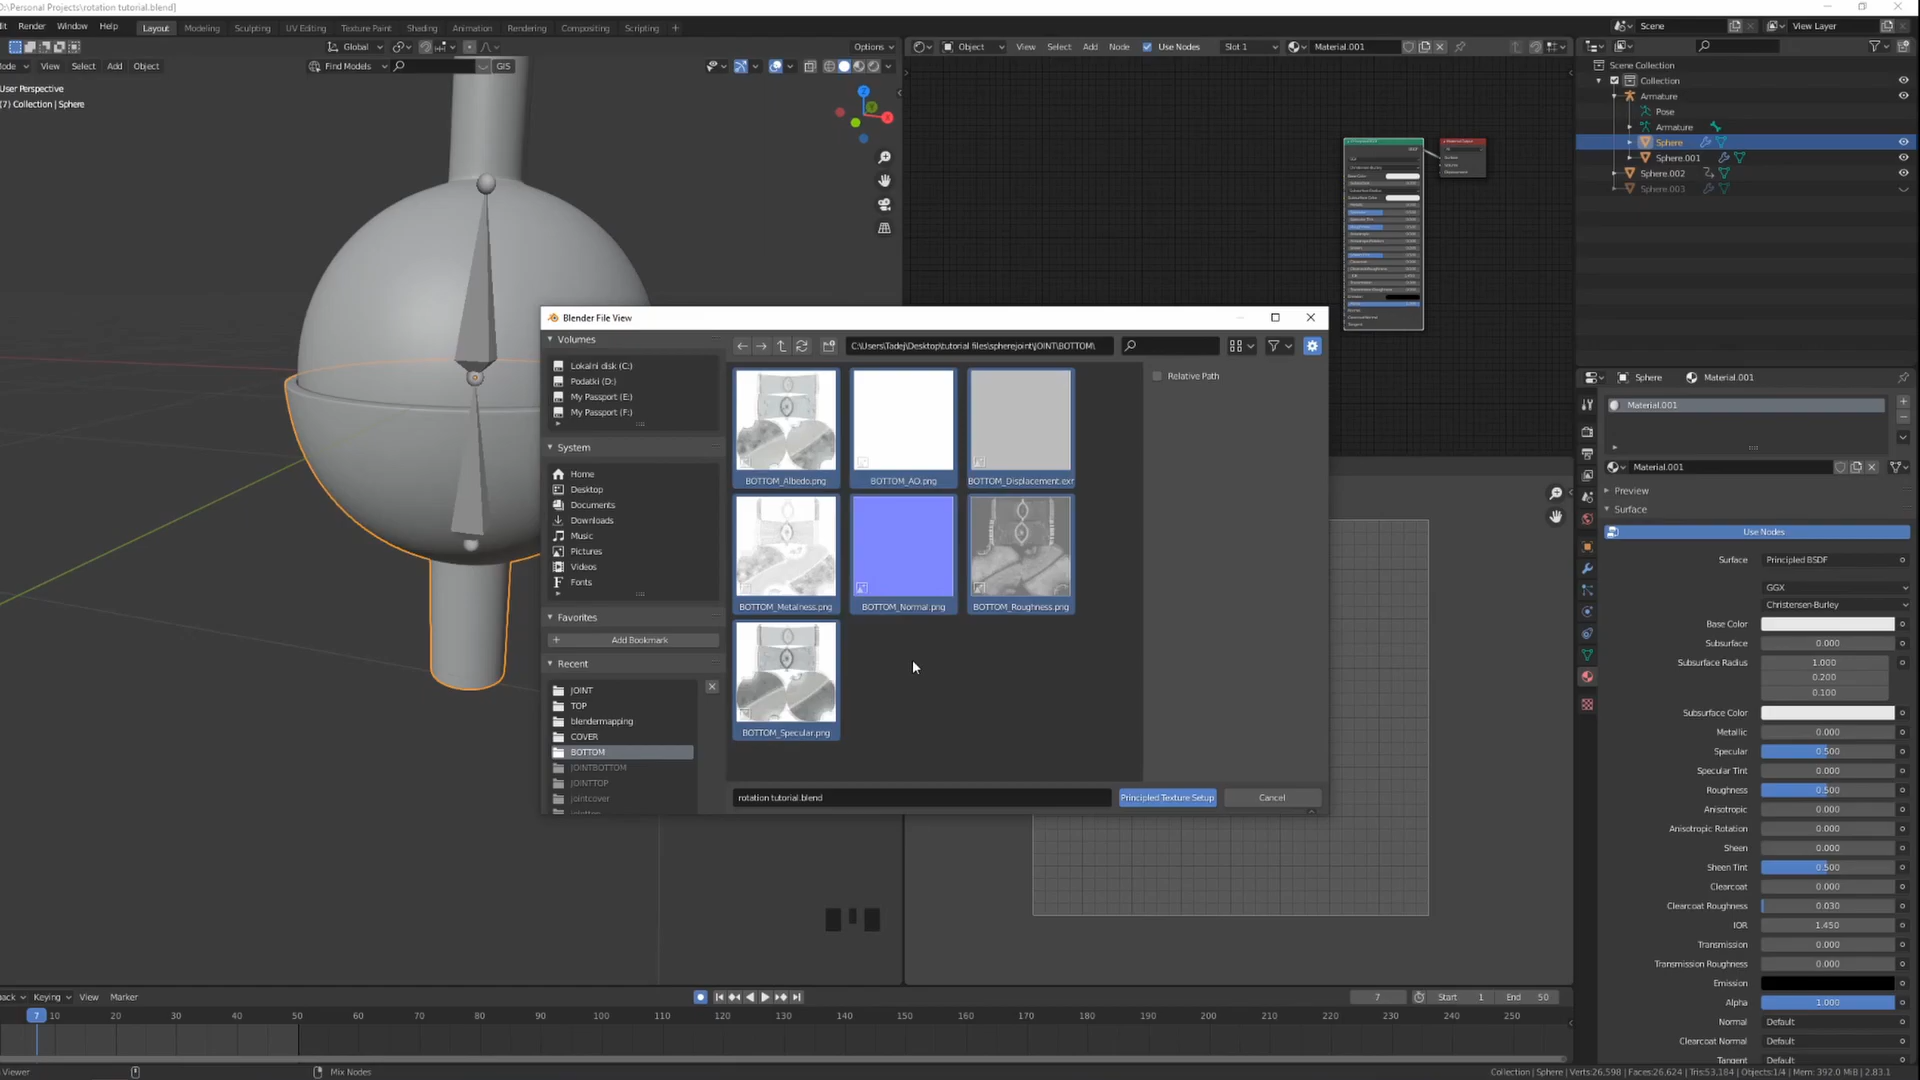 D:\Personal Projects\rotation tutorial.blend]
Render Window Help
Layout Modeling Sculpting UV Editing Texture Paint Shading Animation Rendering Compositing Scripting +
Scene
View Layer
Global
Options
Object
View Select Add Node Use Nodes
Slot 1
Material.001
View Select Add Object
Find Models
GIS
User Perspective
(7) Collection | Sphere
Scene Collection
Collection
Armature
Pose
Armature
Sphere
Sphere.001
Sphere.002
Sphere.003
Blender File View
Volumes
Lokalni disk (C:)
Podatki (D:)
My Passport (E:)
My Passport (F:)
System
Home
Desktop
Documents
Downloads
Music
Pictures
Videos
Fonts
Favorites
Add Bookmark
Recent
JOINT
TOP
blendermapping
COVER
BOTTOM
JOINTBOTTOM
JOINTTOP
jointcover
C:\Users\Tadej\Desktop\tutorial files\spherejoint\JOINT\BOTTOM\
Relative Path
BOTTOM_Albedo.png
BOTTOM_AO.png
BOTTOM_Displacement.exr
BOTTOM_Metalness.png
BOTTOM_Normal.png
BOTTOM_Roughness.png
BOTTOM_Specular.png
rotation tutorial.blend
Principled Texture Setup
Cancel
Sphere
Material.001
Material.001
Material.001
Preview
Surface
Use Nodes
Surface Principled BSDF
GGX
Christensen-Burley
Base Color
Subsurface 0.000
Subsurface Radius 1.000
0.200
0.100
Subsurface Color
Metallic 0.000
Specular 0.500
Specular Tint 0.000
Roughness 0.500
Anisotropic 0.000
Anisotropic Rotation 0.000
Sheen 0.000
Sheen Tint 0.500
Clearcoat 0.000
Clearcoat Roughness 0.030
IOR 1.450
Transmission 0.000
Transmission Roughness 0.000
Emission
Alpha 1.000
Normal Default
Clearcoat Normal Default
Tangent Default
Keying View Marker
7
Start 1
End 50
7 10 20 30 40 50 60 70 80 90 100 110 120 130 140 150 160 170 180 190 200 210 220 230 240 250
Viewer
Mix Nodes
Collection | Sphere | Verts:26,598 | Faces:26,624 | Tris:53,184 | Objects:1/4 | Mem: 392.0 MiB | 2.83.1